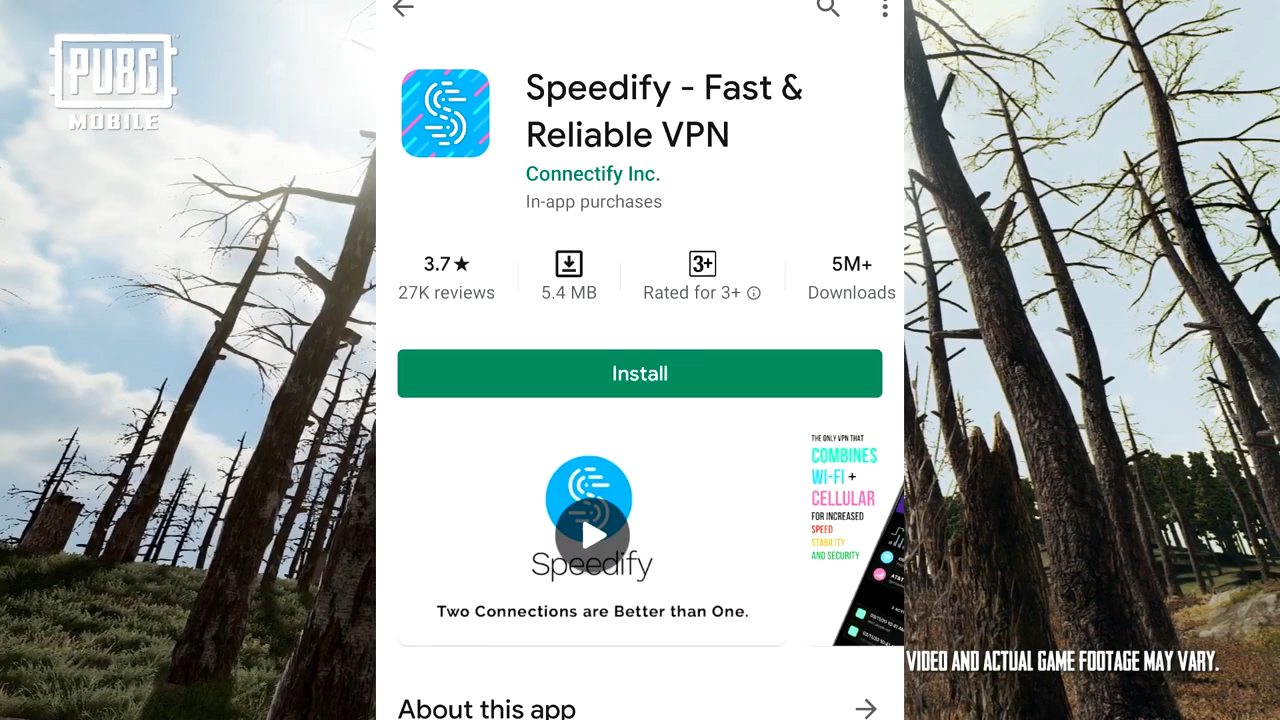 PUBG
MOBILE
Speedify - Fast &
Reliable VPN
Connectify Inc.
In-app purchases
3.7★
27K reviews
5.4 MB
3+
Rated for 3+
5M+
Downloads
Install
Speedify
Two Connections are Better than One.
THE ONLY VPN THAT
COMBINES
WI-FI +
CELLULAR
FOR INCREASED
SPEED
STABILITY
AND SECURITY
AT&T
About this app
VIDEO AND ACTUAL GAME FOOTAGE MAY VARY.